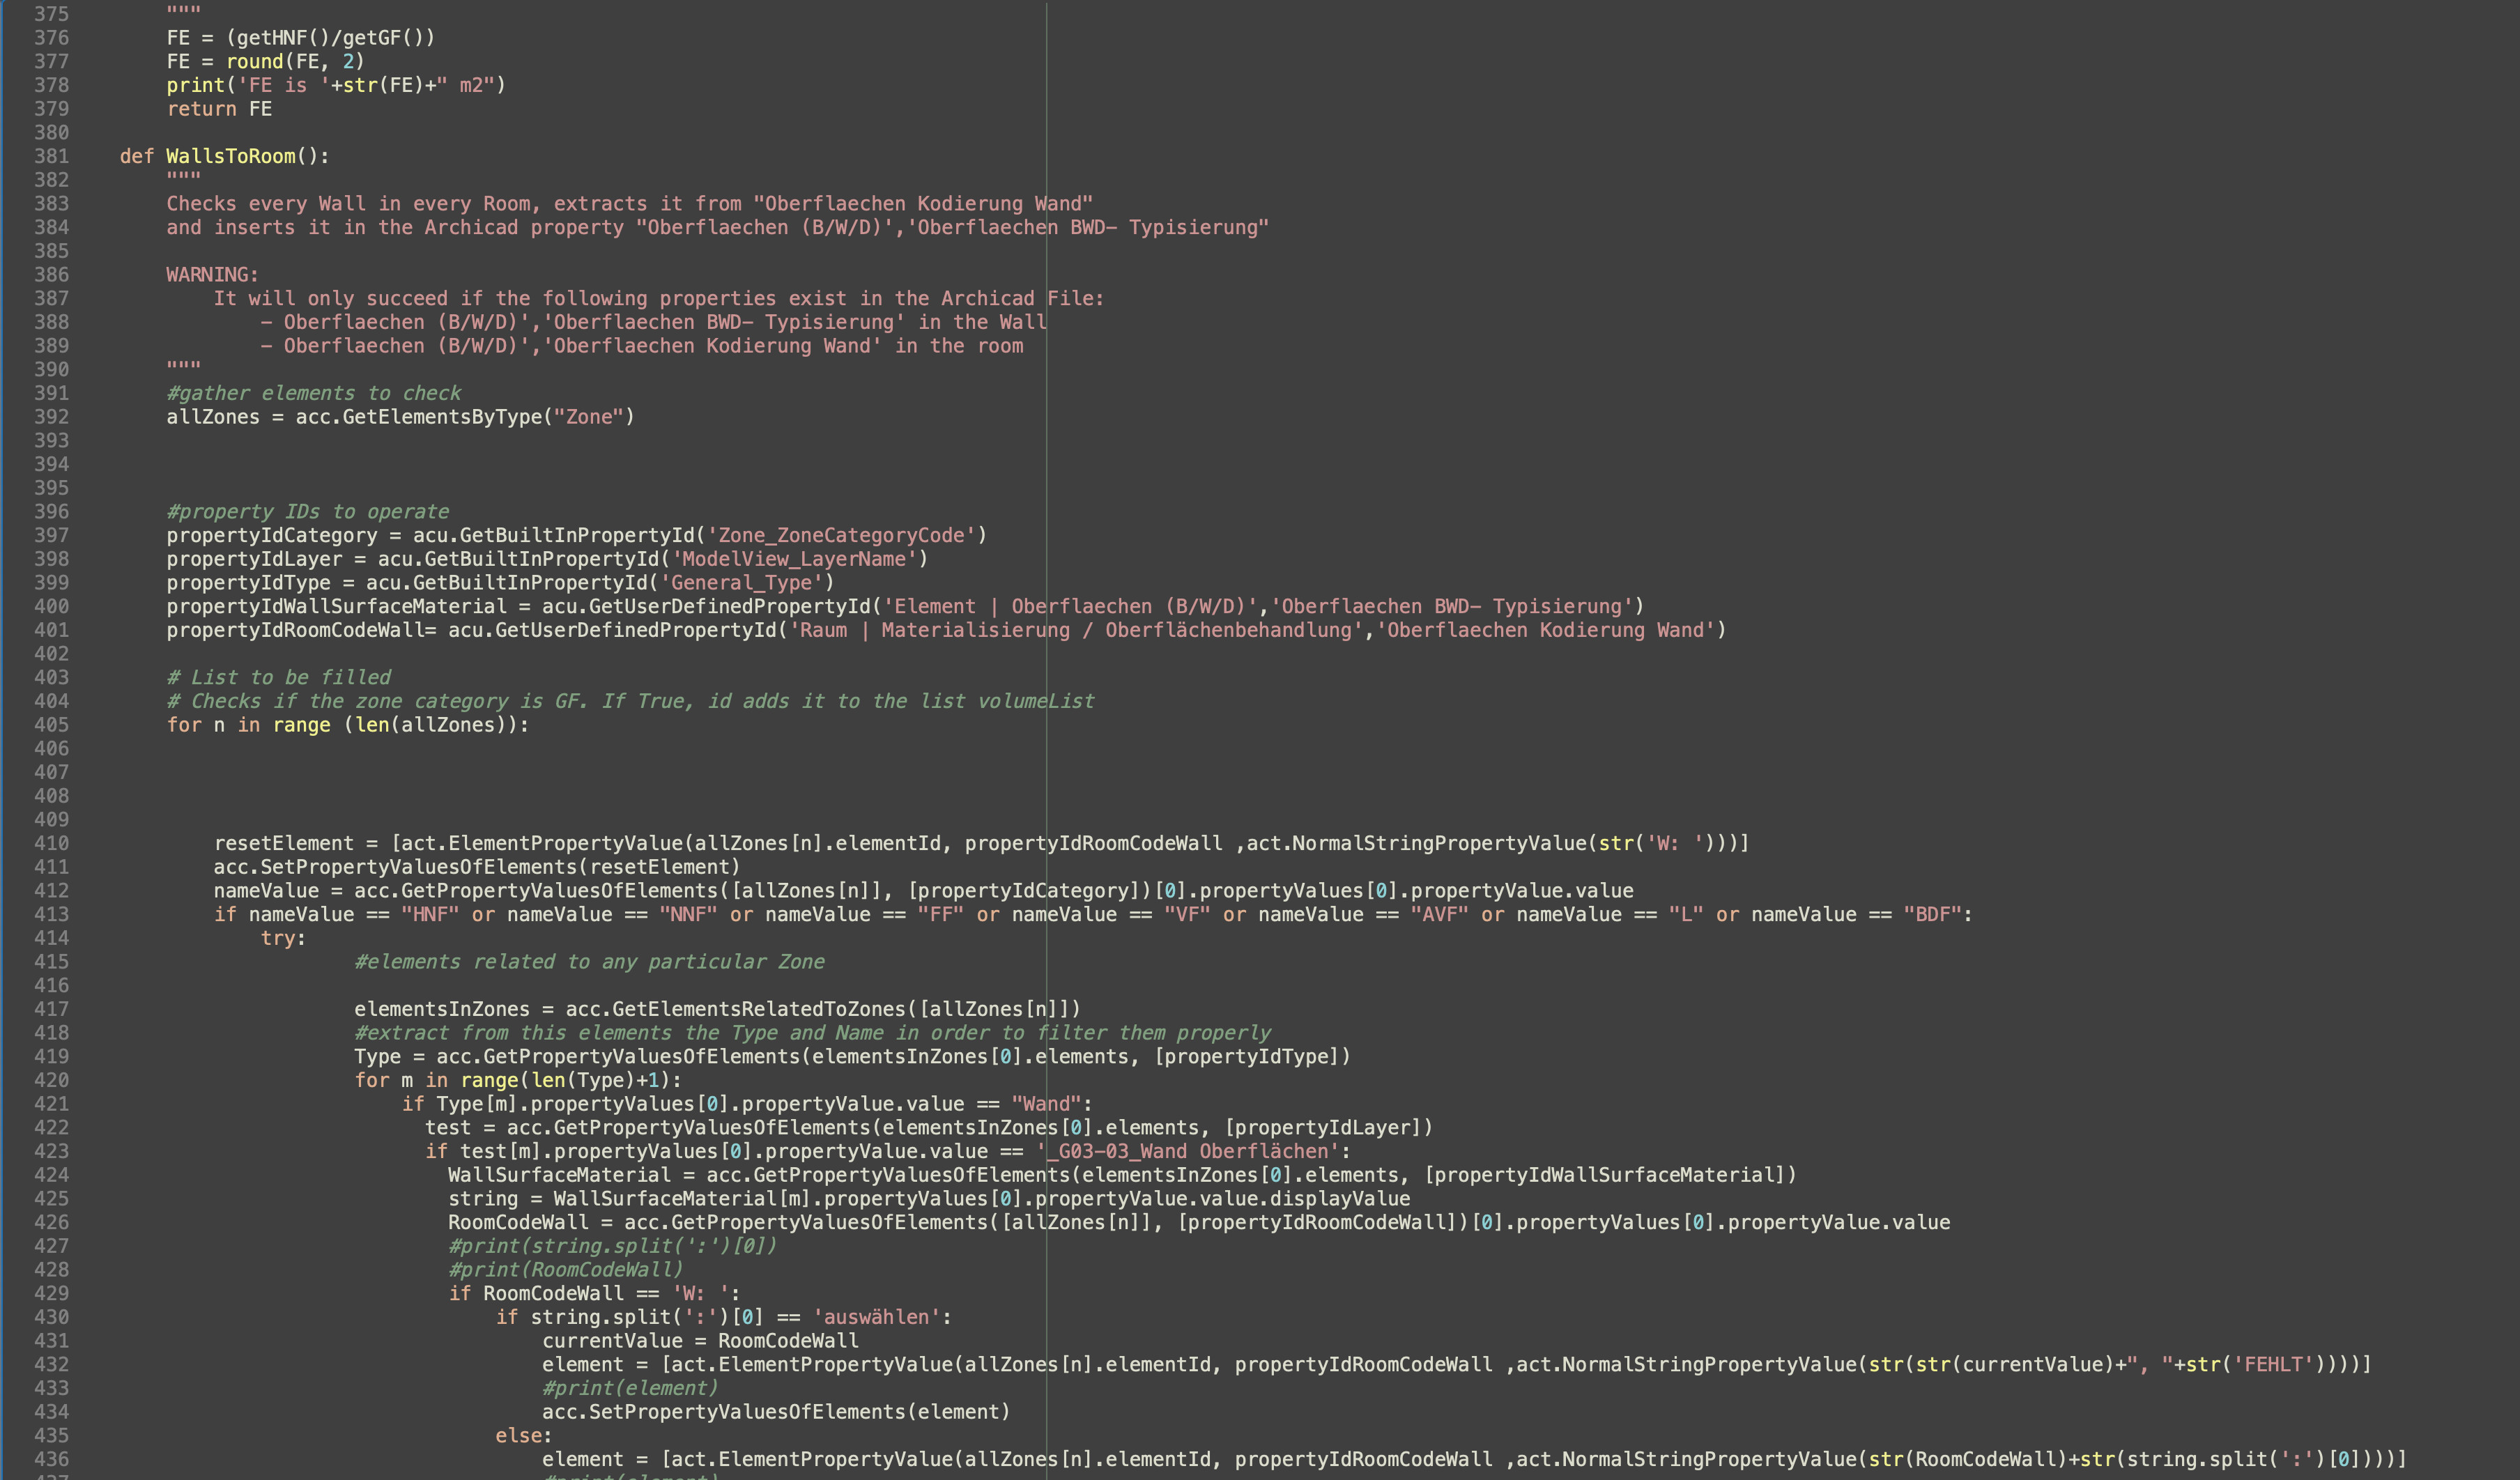 375 """
376 FE = (getHNF()/getGF())
377 FE = round(FE, 2)
378 print('FE is '+str(FE)+" m2")
379 return FE
380
381 def WallsToRoom():
382 """
383 Checks every Wall in every Room, extracts it from "Oberflaechen Kodierung Wand"
384 and inserts it in the Archicad property "Oberflaechen (B/W/D)','Oberflaechen BWD- Typisierung"
385
386 WARNING:
387 It will only succeed if the following properties exist in the Archicad File:
388 - Oberflaechen (B/W/D)','Oberflaechen BWD- Typisierung' in the Wall
389 - Oberflaechen (B/W/D)','Oberflaechen Kodierung Wand' in the room
390 """
391 #gather elements to check
392 allZones = acc.GetElementsByType("Zone")
393
394
395
396 #property IDs to operate
397 propertyIdCategory = acu.GetBuiltInPropertyId('Zone_ZoneCategoryCode')
398 propertyIdLayer = acu.GetBuiltInPropertyId('ModelView_LayerName')
399 propertyIdType = acu.GetBuiltInPropertyId('General_Type')
400 propertyIdWallSurfaceMaterial = acu.GetUserDefinedPropertyId('Element | Oberflaechen (B/W/D)','Oberflaechen BWD- Typisierung')
401 propertyIdRoomCodeWall= acu.GetUserDefinedPropertyId('Raum | Materialisierung / Oberflächenbehandlung','Oberflaechen Kodierung Wand')
402
403 # List to be filled
404 # Checks if the zone category is GF. If True, id adds it to the list volumeList
405 for n in range (len(allZones)):
406
407
408
409
410 resetElement = [act.ElementPropertyValue(allZones[n].elementId, propertyIdRoomCodeWall ,act.NormalStringPropertyValue(str('W: ')))]
411 acc.SetPropertyValuesOfElements(resetElement)
412 nameValue = acc.GetPropertyValuesOfElements([allZones[n]], [propertyIdCategory])[0].propertyValues[0].propertyValue.value
413 if nameValue == "HNF" or nameValue == "NNF" or nameValue == "FF" or nameValue == "VF" or nameValue == "AVF" or nameValue == "L" or nameValue == "BDF":
414 try:
415 #elements related to any particular Zone
416
417 elementsInZones = acc.GetElementsRelatedToZones([allZones[n]])
418 #extract from this elements the Type and Name in order to filter them properly
419 Type = acc.GetPropertyValuesOfElements(elementsInZones[0].elements, [propertyIdType])
420 for m in range(len(Type)+1):
421 if Type[m].propertyValues[0].propertyValue.value == "Wand":
422 test = acc.GetPropertyValuesOfElements(elementsInZones[0].elements, [propertyIdLayer])
423 if test[m].propertyValues[0].propertyValue.value == '_G03-03_Wand Oberflächen':
424 WallSurfaceMaterial = acc.GetPropertyValuesOfElements(elementsInZones[0].elements, [propertyIdWallSurfaceMaterial])
425 string = WallSurfaceMaterial[m].propertyValues[0].propertyValue.value.displayValue
426 RoomCodeWall = acc.GetPropertyValuesOfElements([allZones[n]], [propertyIdRoomCodeWall])[0].propertyValues[0].propertyValue.value
427 #print(string.split(':')[0])
428 #print(RoomCodeWall)
429 if RoomCodeWall == 'W: ':
430 if string.split(':')[0] == 'auswählen':
431 currentValue = RoomCodeWall
432 element = [act.ElementPropertyValue(allZones[n].elementId, propertyIdRoomCodeWall ,act.NormalStringPropertyValue(str(str(currentValue)+", "+str('FEHLT'))))]
433 #print(element)
434 acc.SetPropertyValuesOfElements(element)
435 else:
436 element = [act.ElementPropertyValue(allZones[n].elementId, propertyIdRoomCodeWall ,act.NormalStringPropertyValue(str(RoomCodeWall)+str(string.split(':')[0])))]